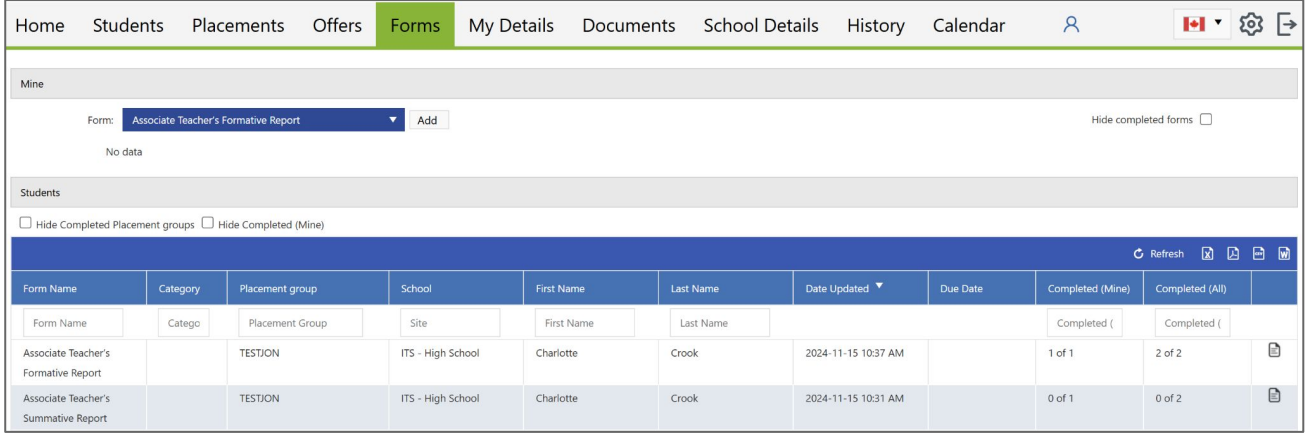 Home Students Placements Offers Forms My Details Documents School Details History Calendar
Mine
Form: Associate Teacher's Formative Report Add Hide completed forms
No data
Students
Hide Completed Placement groups Hide Completed (Mine)
Refresh
Form Name Category Placement group School First Name Last Name Date Updated Due Date Completed (Mine) Completed (All)
Form Name Catego Placement Group Site First Name Last Name Completed ( Completed (
Associate Teacher's Formative Report TESTJON ITS - High School Charlotte Crook 2024-11-15 10:37 AM 1 of 1 2 of 2
Associate Teacher's Summative Report TESTJON ITS - High School Charlotte Crook 2024-11-15 10:31 AM 0 of 1 0 of 2